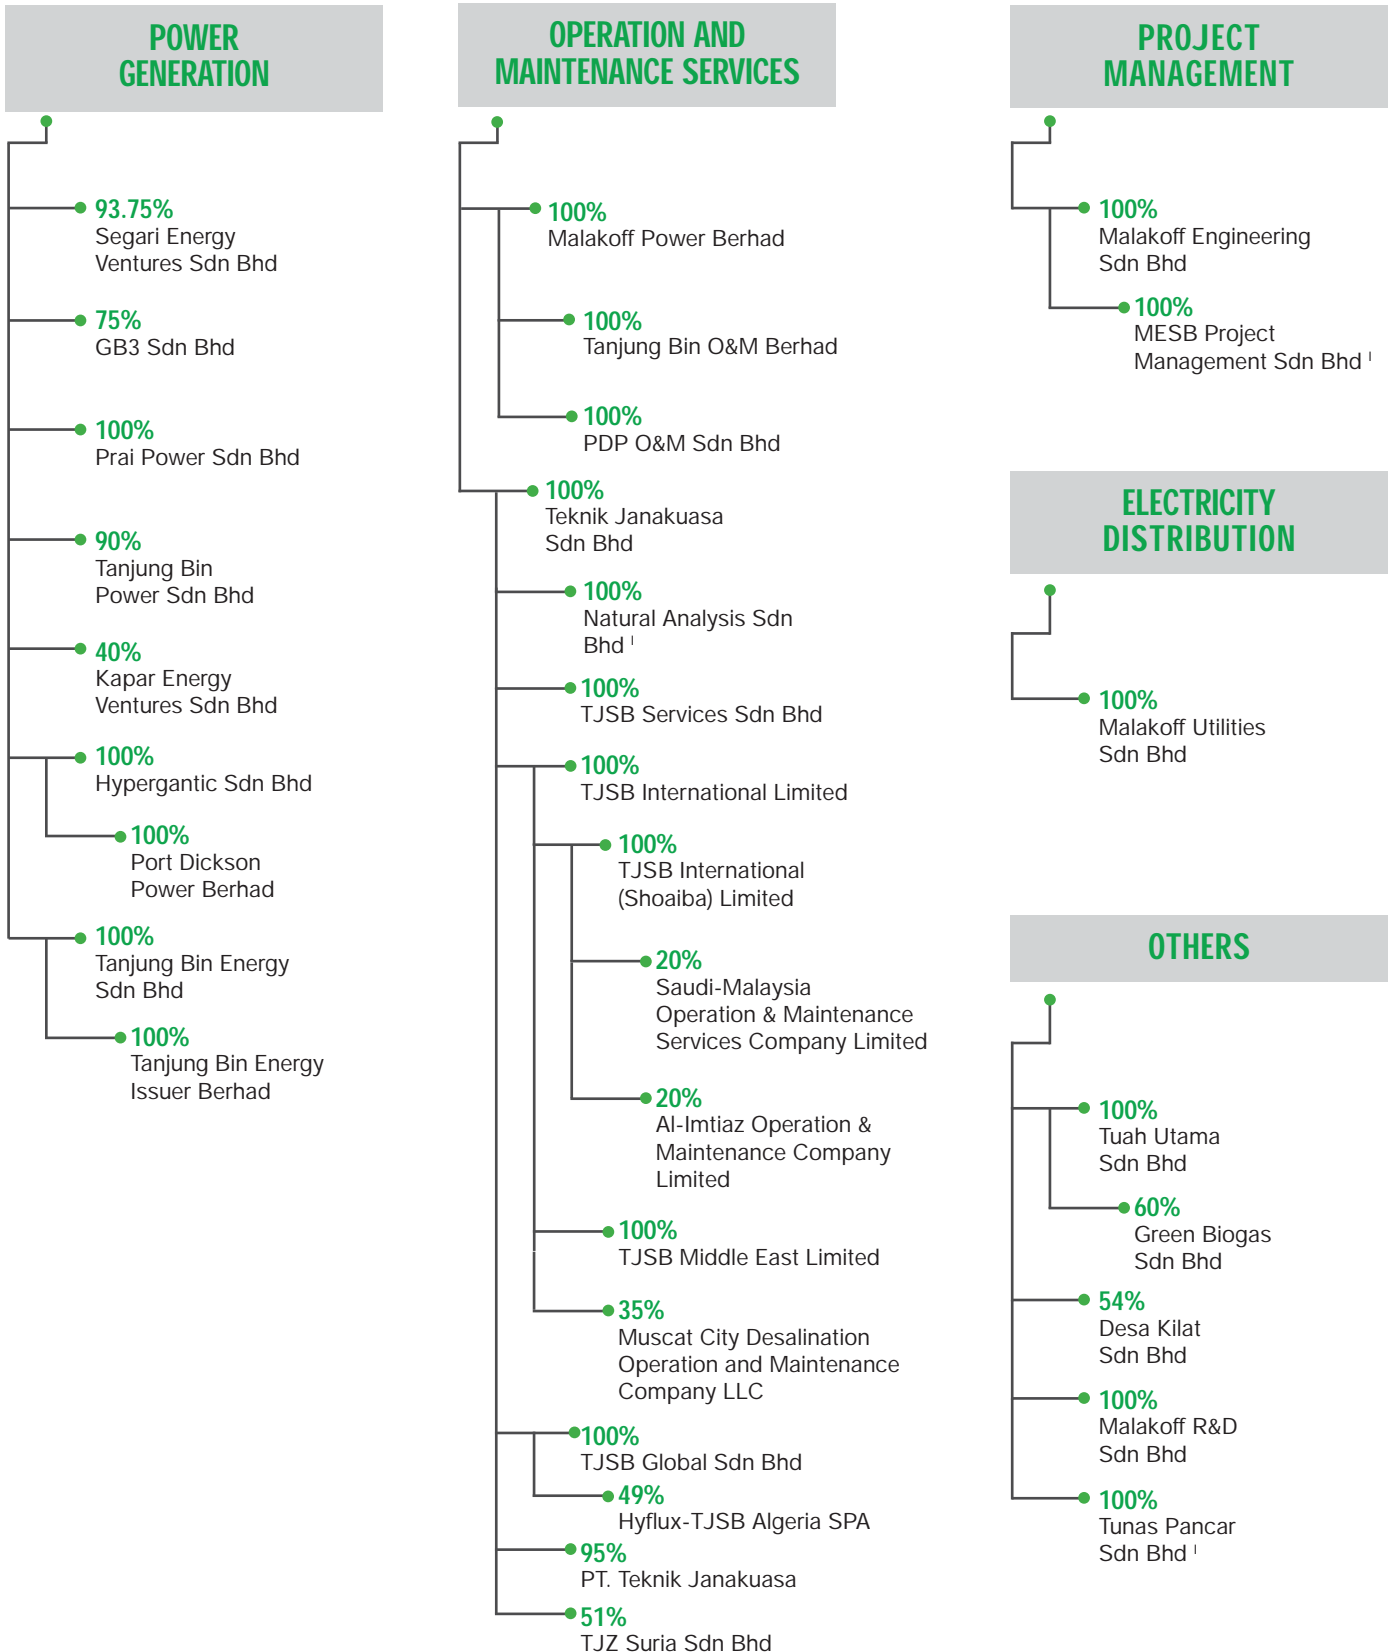 POWER
GENERATION
93.75%
Segari Energy
Ventures Sdn Bhd
75%
GB3 Sdn Bhd
100%
Prai Power Sdn Bhd
90%
Tanjung Bin
Power Sdn Bhd
40%
Kapar Energy
Ventures Sdn Bhd
100%
Hypergantic Sdn Bhd
100%
Port Dickson
Power Berhad
100%
Tanjung Bin Energy
Sdn Bhd
100%
Tanjung Bin Energy
Issuer Berhad
OPERATION AND
MAINTENANCE SERVICES
100%
Malakoff Power Berhad
100%
Tanjung Bin O&M Berhad
100%
PDP O&M Sdn Bhd
100%
Teknik Janakuasa
Sdn Bhd
100%
Natural Analysis Sdn
Bhd ˡ
100%
TJSB Services Sdn Bhd
100%
TJSB International Limited
100%
TJSB International
(Shoaiba) Limited
20%
Saudi-Malaysia
Operation & Maintenance
Services Company Limited
20%
Al-Imtiaz Operation &
Maintenance Company
Limited
100%
TJSB Middle East Limited
35%
Muscat City Desalination
Operation and Maintenance
Company LLC
100%
TJSB Global Sdn Bhd
49%
Hyflux-TJSB Algeria SPA
95%
PT. Teknik Janakuasa
51%
TJZ Suria Sdn Bhd
PROJECT
MANAGEMENT
100%
Malakoff Engineering
Sdn Bhd
100%
MESB Project
Management Sdn Bhd ˡ
ELECTRICITY
DISTRIBUTION
100%
Malakoff Utilities
Sdn Bhd
OTHERS
100%
Tuah Utama
Sdn Bhd
60%
Green Biogas
Sdn Bhd
54%
Desa Kilat
Sdn Bhd
100%
Malakoff R&D
Sdn Bhd
100%
Tunas Pancar
Sdn Bhd ˡ